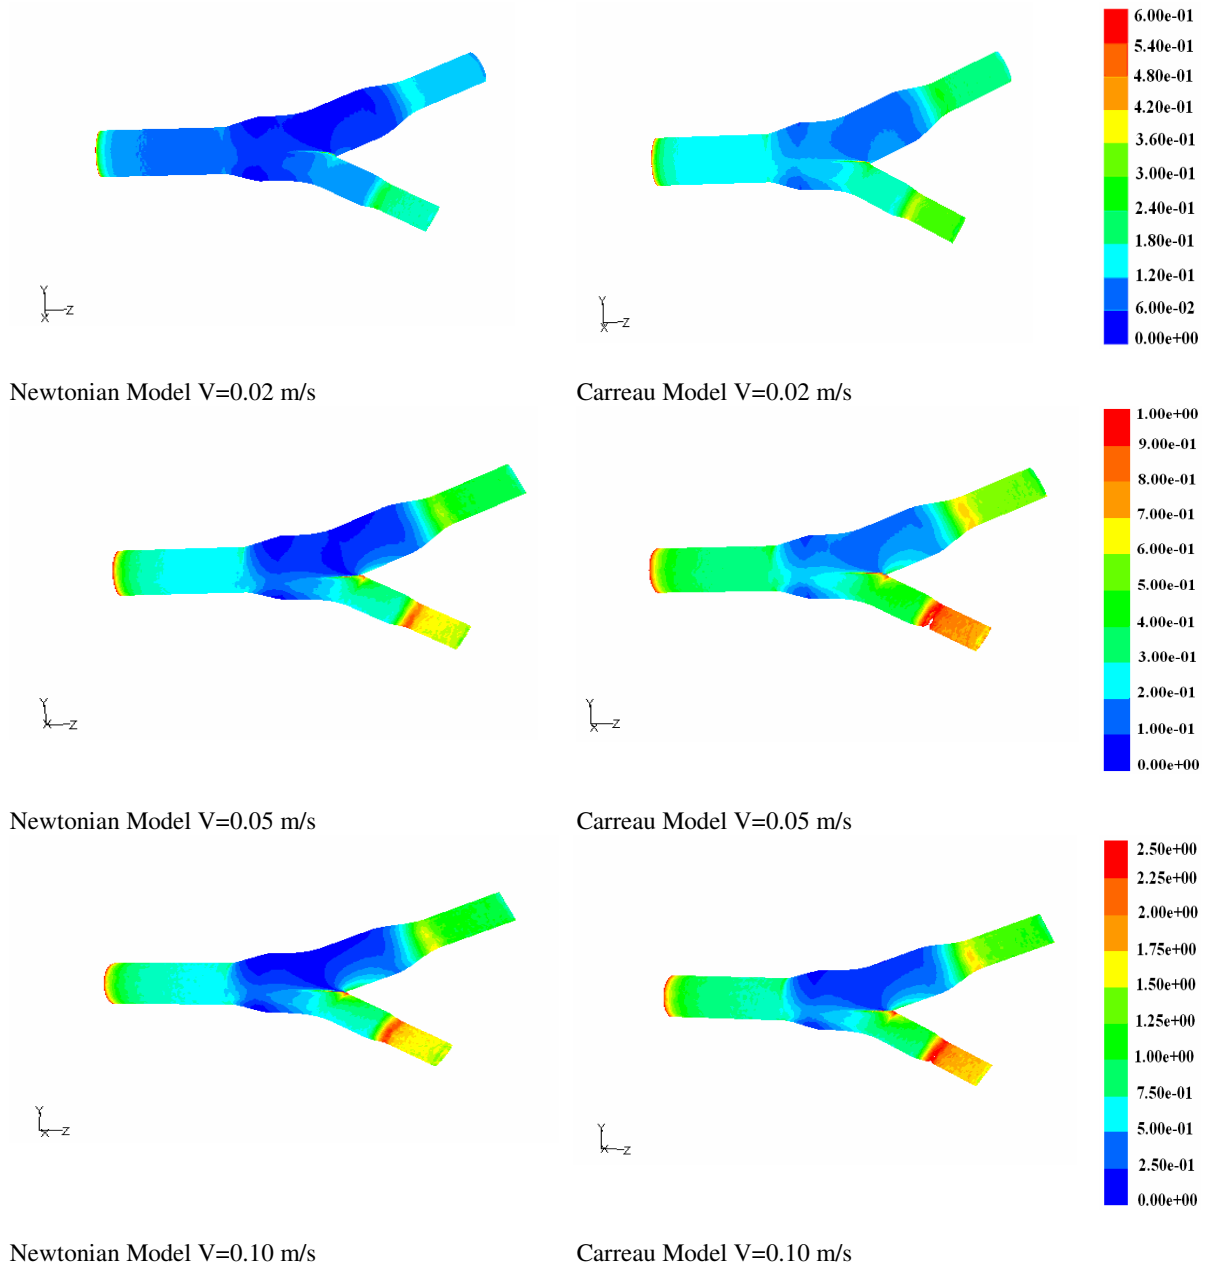 6.00e-01
5.40e-01
4.80e-01
4.20e-01
3.60e-01
3.00e-01
2.40e-01
1.80e-01
1.20e-01
6.00e-02
0.00e+00
Y
X
Z
Y
X
Z
Newtonian Model V=0.02 m/s
Carreau Model V=0.02 m/s
1.00e+00
9.00e-01
8.00e-01
7.00e-01
6.00e-01
5.00e-01
4.00e-01
3.00e-01
2.00e-01
1.00e-01
0.00e+00
Y
X
Z
Y
X
Z
Newtonian Model V=0.05 m/s
Carreau Model V=0.05 m/s
2.50e+00
2.25e+00
2.00e+00
1.75e+00
1.50e+00
1.25e+00
1.00e+00
7.50e-01
5.00e-01
2.50e-01
0.00e+00
Y
X
Z
Y
X
Z
Newtonian Model V=0.10 m/s
Carreau Model V=0.10 m/s